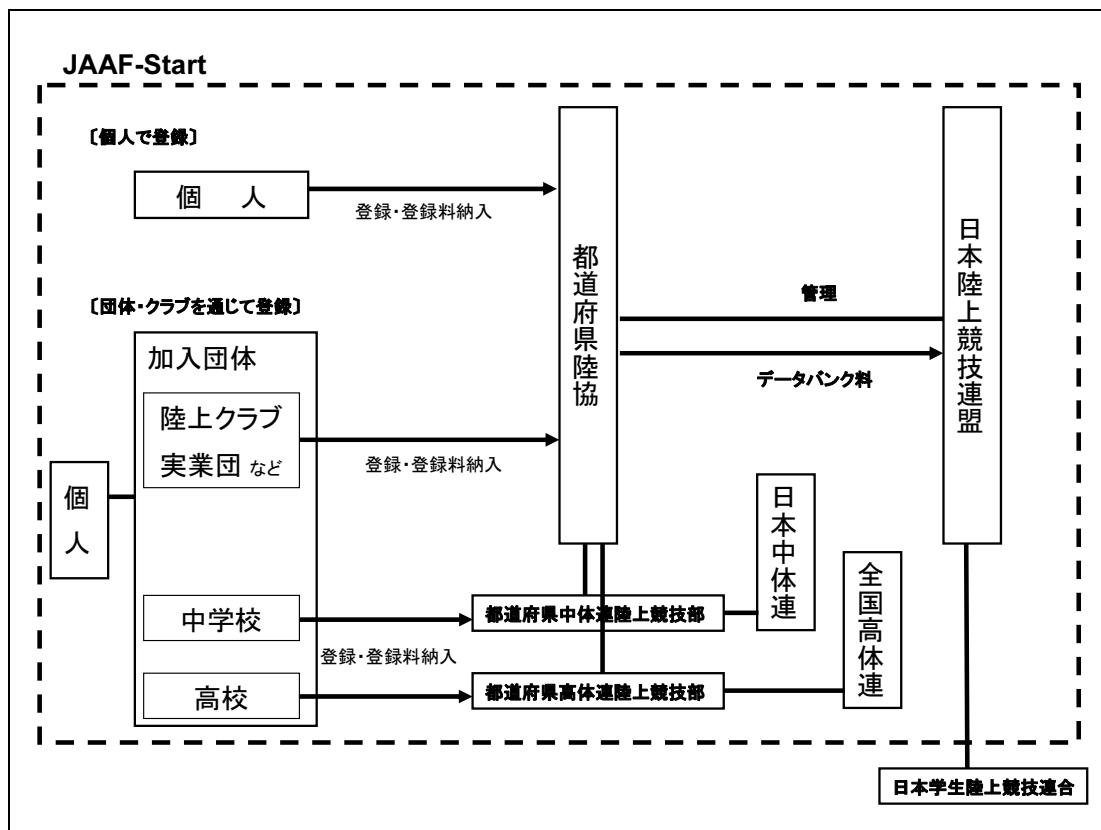 JAAF-Start
〔個人で登録〕
個 人
登録・登録料納入
都道府県陸協
日本陸上競技連盟
管理
データバンク料
〔団体・クラブを通じて登録〕
加入団体
陸上クラブ
実業団 など
登録・登録料納入
個人
中学校
高校
登録・登録料納入
都道府県中体連陸上競技部
都道府県高体連陸上競技部
日本中体連
全国高体連
日本学生陸上競技連合